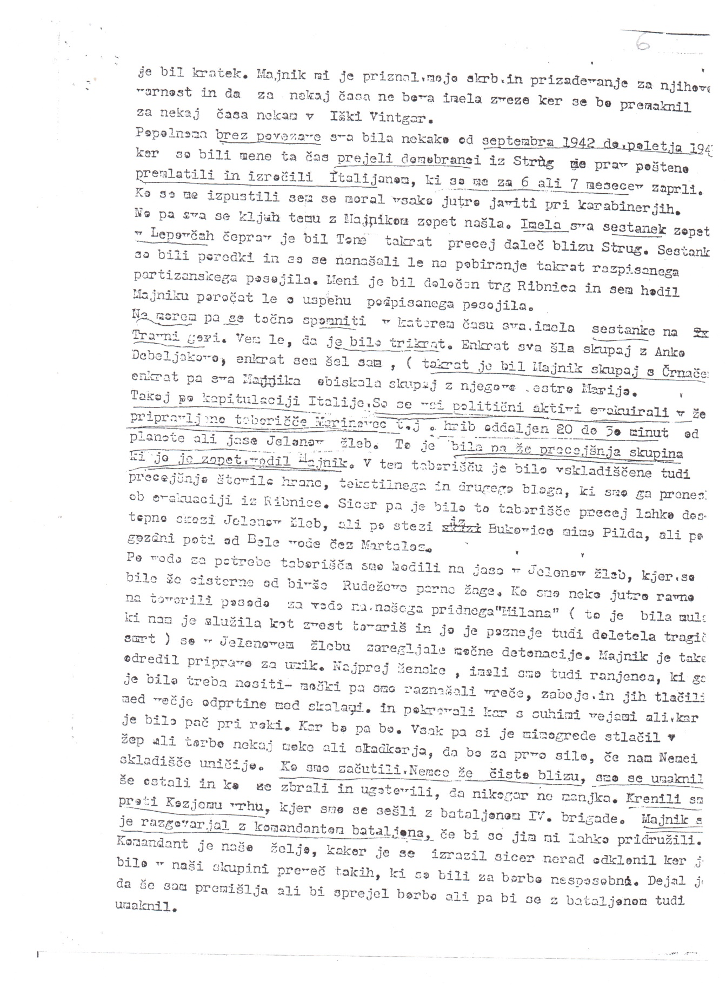 6
je bil kratek. Majnik mi je priznal mojo skrb in prizadevanje za njihovo
varnost in da za nekaj časa ne bova imela zveze ker se bo premaknil
za nekaj časa nekam v Iški Vintgar.
Popolnoma brez povezave sva bila nekako od septembra 1942 do poletja 194
ker so bili mene ta čas prejeli domobranci iz Strug me prav pošteno
premlatili in izročili Italijanom, ki so me za 6 ali 7 mesecev zaprli.
Ko so me izpustili sem se moral vsako jutro javiti pri karabinerjih.
No pa sva se kljub temu z Majnikom zopet našla. Imela sva sestanek zopet
v Lepovčah čeprav je bil Tone takrat precej daleč blizu Strug. Sestank
so bili poredki in so se nanašali le na pobiranje takrat razpisanega
partizanskega posojila. Meni je bil določen trg Ribnica in sem hodil
Majniku poročat le o uspehu podpisanega posojila.
Ne morem pa se točno spomniti v katerem času sva imela sestanke na
Travni gori. Vem le, da je bilo trikrat. Enkrat sva šla skupaj z Anko
Debeljakovo, enkrat sem šel sam , ( takrat je bil Majnik skupaj s Črnače
enkrat pa sva Majnika obiskala skupaj z njegovo sestro Marijo.
Takoj po kapitulaciji Italije So se vsi politični aktivi evakuirali v že
pripravljeno taborišče Marinovec t.j . hrib oddaljen 20 do 30 minut od
planote ali jase Jelenov žleb. To je bila pa že precejšnja skupina
ki jo je zopet vodil Majnik. V tem taborišču je bilo vskladiščene tudi
precejšnje število hrane, tekstilnega in drugega blaga, ki smo ga prenes
ob evakuaciji iz Ribnice. Sicer pa je bilo to taborišče precej lahko dos-
topno skozi Jelenov žleb, ali po stezi iz Bukovice mimo Pilda, ali po
gozdni poti od Bele vode čez Martaloz.
Po vodo za potrebe taborišča smo hodili na jaso v Jelenov žleb, kjer so
bile še cisterne od bivše Rudežove parne žage. Ko smo neko jutro ravno
na tovorili posodo za vodo na našega pridnega"Milana" ( to je bila mula
ki nam je služila kot zvest tovariš in jo je pozneje tudi doletela tragič
smrt ) so v Jelenovem žlebu zaregljale močne detonacije. Majnik je tako
odredil pripravo za umik. Najprej ženske , imeli smo tudi ranjenca, ki ga
je bilo treba nositi- moški pa smo raznašali vreče, zaboje in jih tlačili
med večje odprtine med skalami. in pokrovali kar s suhimi vejami ali kar
je bilo pač pri roki. Kar bo pa bo. Vsak pa si je mimogrede stlačil v
žep ali torbo nekaj moke ali sladkorja, da bo za prvo silo, če nam Nemci
skladišče uničijo. Ko smo začutili Nemce že čisto blizu, smo se umaknil
še ostali in ko se zbrali in ugotovili, da nikogar ne manjka. Krenili sm
proti Kozjemu vrhu, kjer smo se sešli z bataljonom IV. brigade. Majnik s
je razgovarjal z komandantom bataljona, če bi se jim mi lahko pridružili.
Komandant je našo željo, kakor je se izrazil sicer nerad odklonil ker j
bilo v naši skupini preveč takih, ki so bili za borbo nesposobni. Dejal je
da še sam premišlja ali bi sprejel borbo ali pa bi se z bataljonom tudi
umaknil.